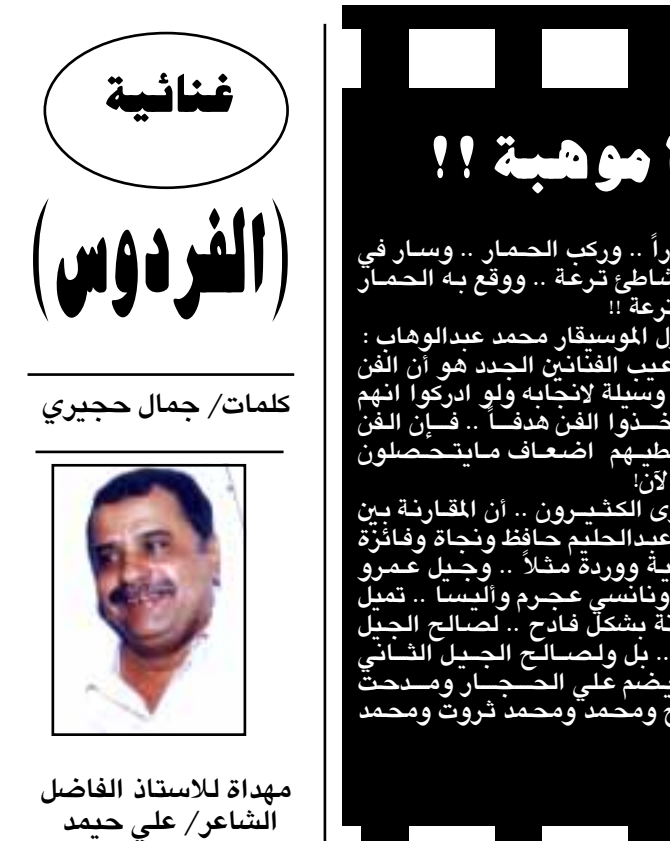 موهبة !!
راً .. وركب الحمار .. وسار في
شاطئ ترعة .. ووقع به الحمار
ترعة !!
ل الموسيقار محمد عبدالوهاب :
عيب الفنانين الجدد هو أن الفن
وسيلة لانجابه ولو ادركوا انهم
خذوا الفن هدفاً .. فإن الفن
طيهم اضعاف مايتحصلون
لآن!
ى الكثيرون .. أن المقارنة بين
عبدالحليم حافظ ونجاة وفائزة
ية ووردة مثلاً .. وجيل عمرو
ونانسي عجرم وأليسا .. تميل
نة بشكل فادح .. لصالح الجيل
.. بل ولصالح الجيل الثاني
يضم علي الحجار ومدحت
ح ومحمد ومحمد ثروت ومحمد
غنائية
(الفردوس)
كلمات/ جمال حجيري
مهداة للاستاذ الفاضل
الشاعر/ علي حيمد